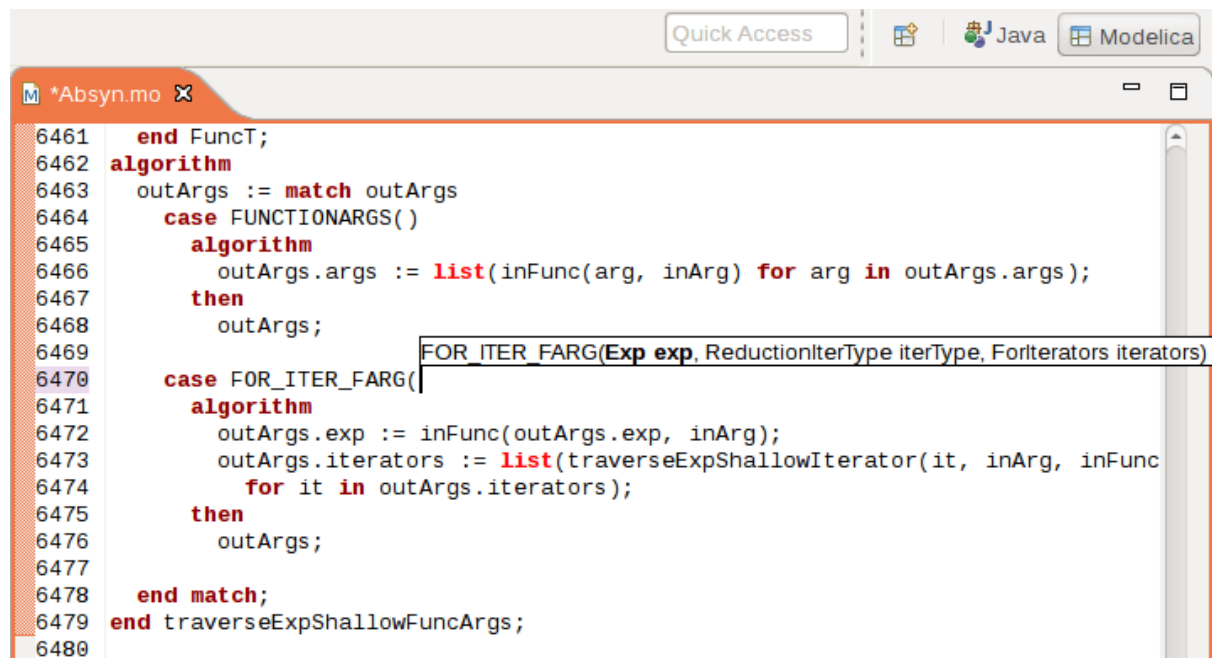 Quick Access Java Modelica
*Absyn.mo
6461 end FuncT;
6462 algorithm
6463 outArgs := match outArgs
6464 case FUNCTIONARGS()
6465 algorithm
6466 outArgs.args := list(inFunc(arg, inArg) for arg in outArgs.args);
6467 then
6468 outArgs;
6469 FOR_ITER_FARG(Exp exp, ReductionIterType iterType, ForIterators iterators)
6470 case FOR_ITER_FARG(
6471 algorithm
6472 outArgs.exp := inFunc(outArgs.exp, inArg);
6473 outArgs.iterators := list(traverseExpShallowIterator(it, inArg, inFunc
6474 for it in outArgs.iterators);
6475 then
6476 outArgs;
6477
6478 end match;
6479 end traverseExpShallowFuncArgs;
6480